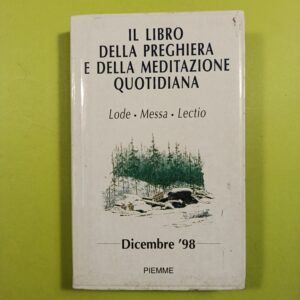 IL LIBRO
DELLA PREGHIERA
E DELLA MEDITAZIONE
QUOTIDIANA
Lode • Messa • Lectio
Dicembre '98
PIEMME